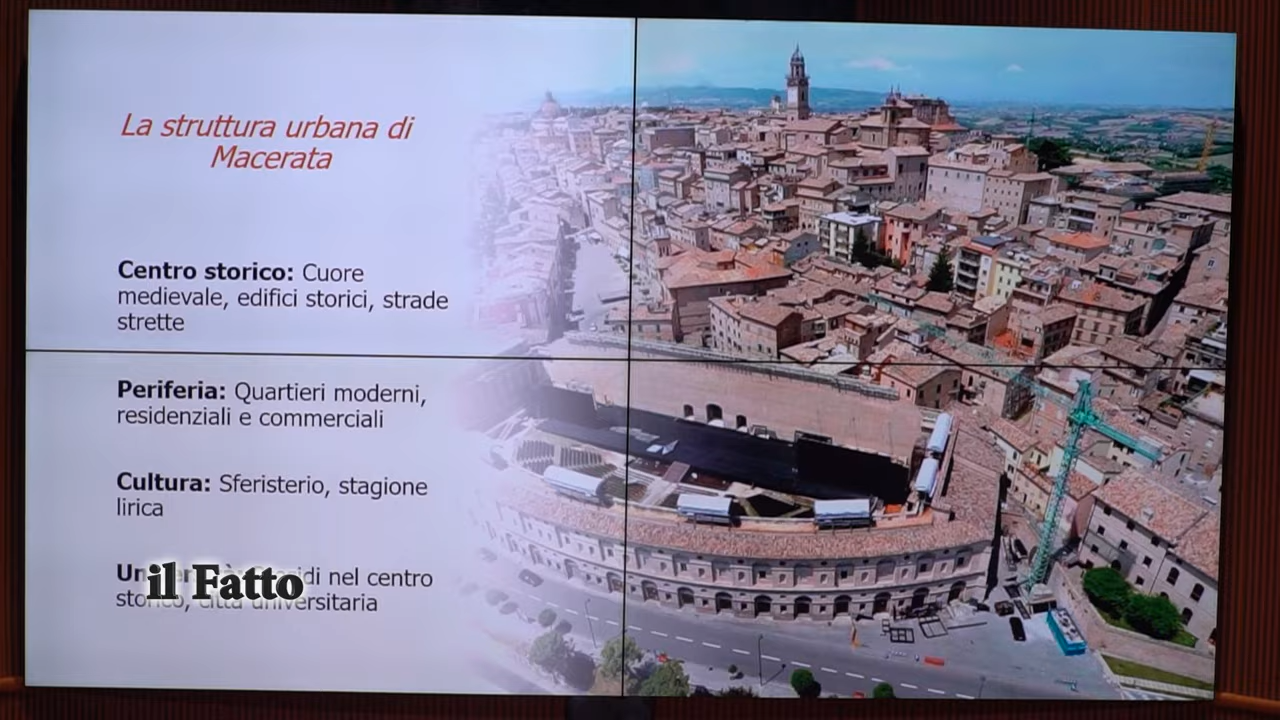 La struttura urbana di
Macerata
Centro storico: Cuore
medievale, edifici storici, strade
strette
Periferia: Quartieri moderni,
residenziali e commerciali
Cultura: Sferisterio, stagione
lirica
nel centro
città universitaria
il Fatto